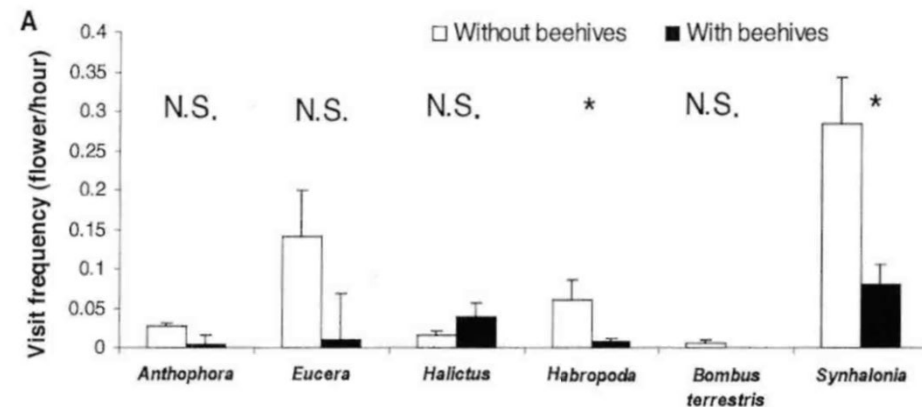 A
Visit frequency (flower/hour)
0.4
0.35
0.3
0.25
0.2
0.15
0.1
0.05
0
Without beehives
With beehives
N.S.
N.S.
N.S.
*
N.S.
*
Anthophora
Eucera
Halictus
Habropoda
Bombus
terrestris
Synhalonia